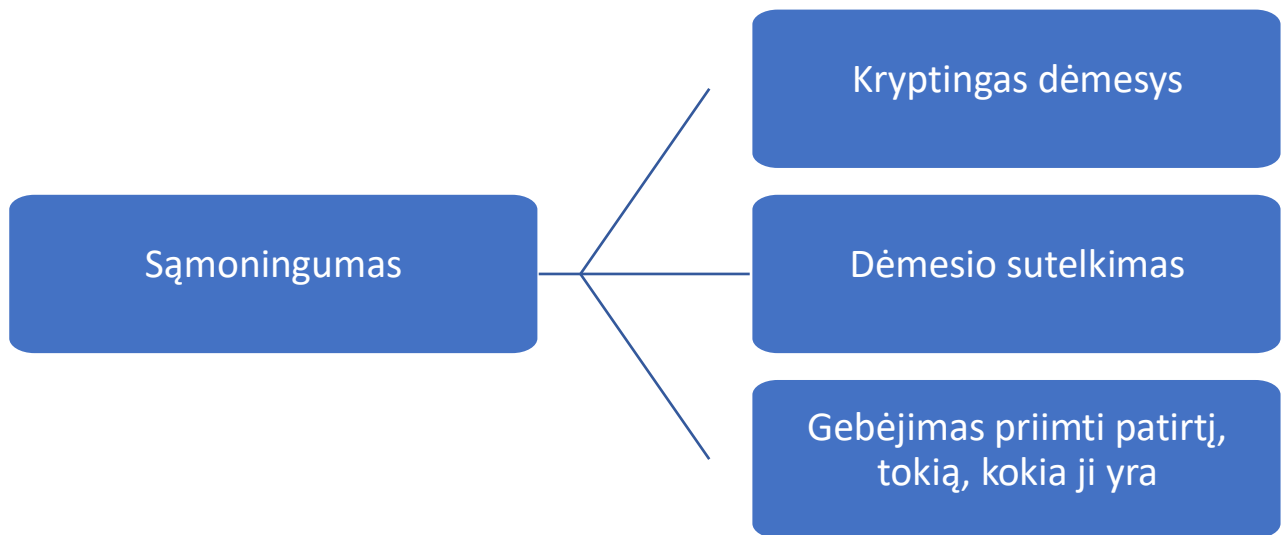 Kryptingas dėmesys
Sąmoningumas
Dėmesio sutelkimas
Gebėjimas priimti patirtį,
tokią, kokia ji yra